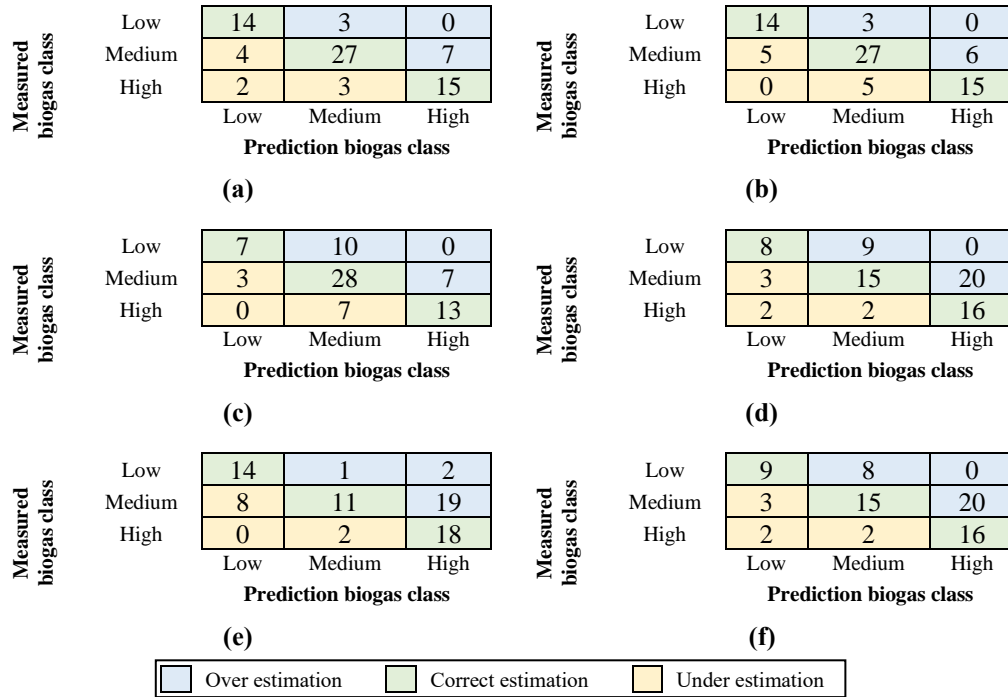 Measured
biogas class
Low 14 3 0
Medium 4 27 7
High 2 3 15
Low Medium High
Prediction biogas class
(a)
Measured
biogas class
Low 14 3 0
Medium 5 27 6
High 0 5 15
Low Medium High
Prediction biogas class
(b)
Measured
biogas class
Low 7 10 0
Medium 3 28 7
High 0 7 13
Low Medium High
Prediction biogas class
(c)
Measured
biogas class
Low 8 9 0
Medium 3 15 20
High 2 2 16
Low Medium High
Prediction biogas class
(d)
Measured
biogas class
Low 14 1 2
Medium 8 11 19
High 0 2 18
Low Medium High
Prediction biogas class
(e)
Measured
biogas class
Low 9 8 0
Medium 3 15 20
High 2 2 16
Low Medium High
Prediction biogas class
(f)
Over estimation Correct estimation Under estimation